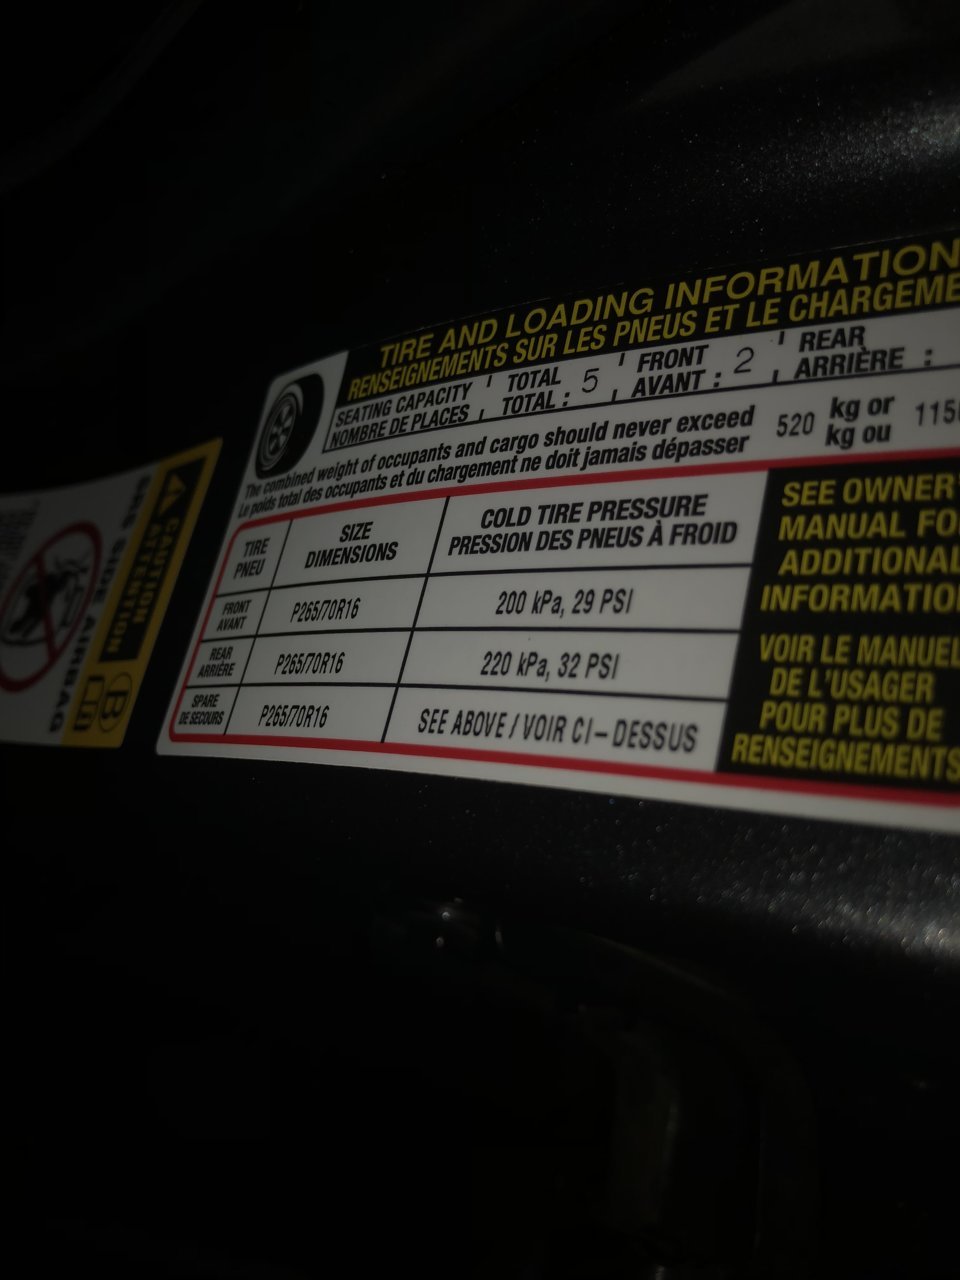 TIRE AND LOADING INFORMATION
RENSEIGNEMENTS SUR LES PNEUS ET LE CHARGEME
SEATING CAPACITY TOTAL 5 FRONT 2 REAR
NOMBRE DE PLACES TOTAL : AVANT : ARRIÈRE :
The combined weight of occupants and cargo should never exceed 520 kg or 115
Le poids total des occupants et du chargement ne doit jamais dépasser kg ou
TIRE PNEU SIZE DIMENSIONS COLD TIRE PRESSURE
PRESSION DES PNEUS À FROID
FRONT AVANT P265/70R16 200 kPa, 29 PSI
REAR ARRIÈRE P265/70R16 220 kPa, 32 PSI
SPARE DE SECOURS P265/70R16 SEE ABOVE / VOIR CI-DESSUS
SEE OWNER'
MANUAL FO
ADDITIONAL
INFORMATIO
VOIR LE MANUEL
DE L'USAGER
POUR PLUS DE
RENSEIGNEMENTS
CAUTION
ATTENTION
SRS SIDE AIRBAG
B